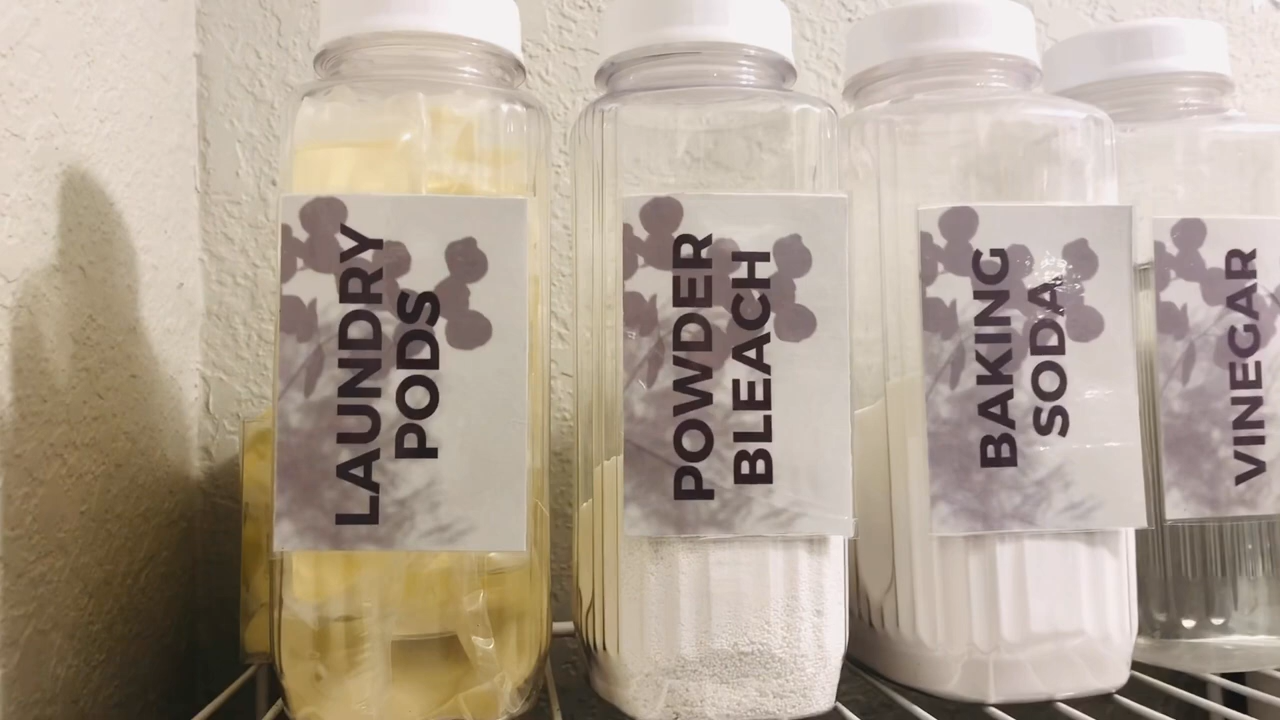 LAUNDRY
PODS
POWDER
BLEACH
BAKING
SODA
VINEGAR